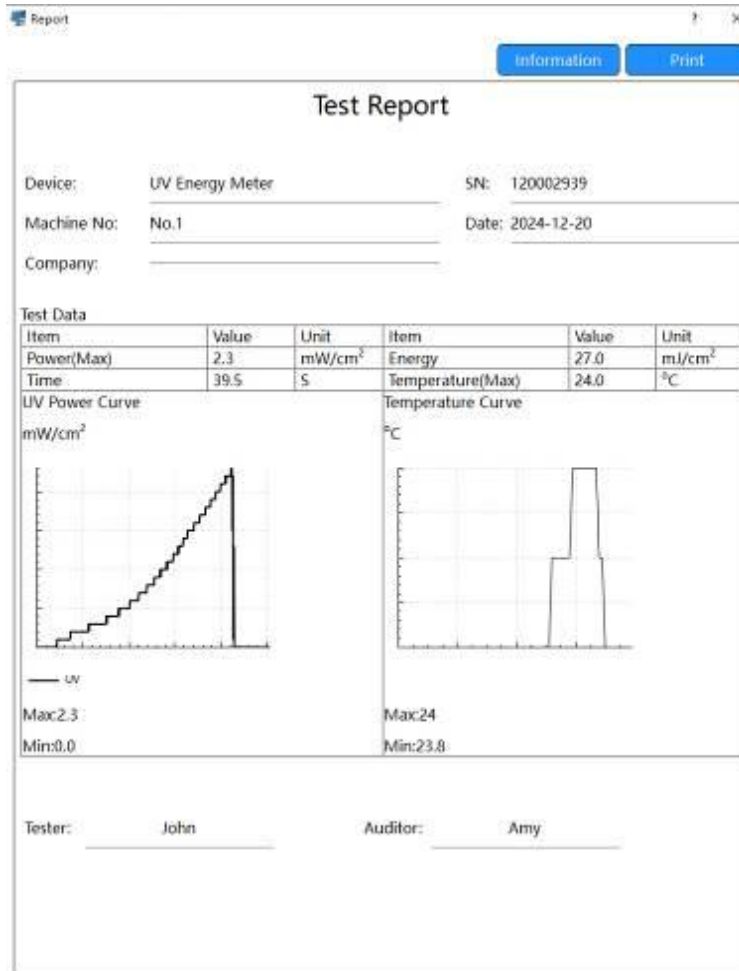 Report ? ×
Information Print
Test Report
Device: UV Energy Meter SN: 120002939
Machine No: No.1 Date: 2024-12-20
Company:
Test Data
Item Value Unit Item Value Unit
Power(Max) 2.3 mW/cm² Energy 27.0 mJ/cm²
Time 39.5 S Temperature(Max) 24.0 °C
UV Power Curve Temperature Curve
mW/cm² °C
UV
Max:2.3 Max:24
Min:0.0 Min:23.8
Tester: John Auditor: Amy